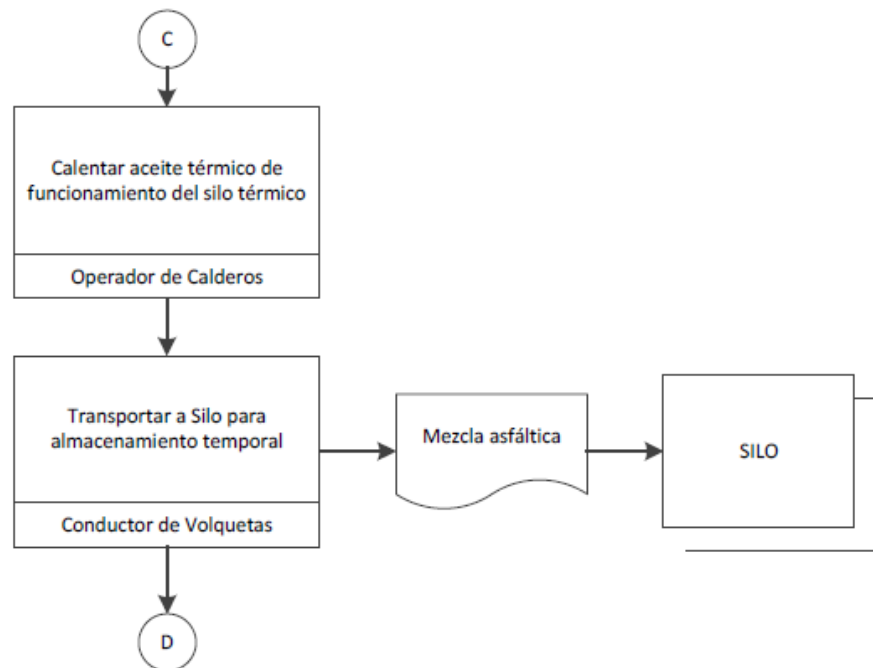 C
Calentar aceite térmico de
funcionamiento del silo térmico
Operador de Calderos
Transportar a Silo para
almacenamiento temporal
Conductor de Volquetas
Mezcla asfáltica
SILO
D